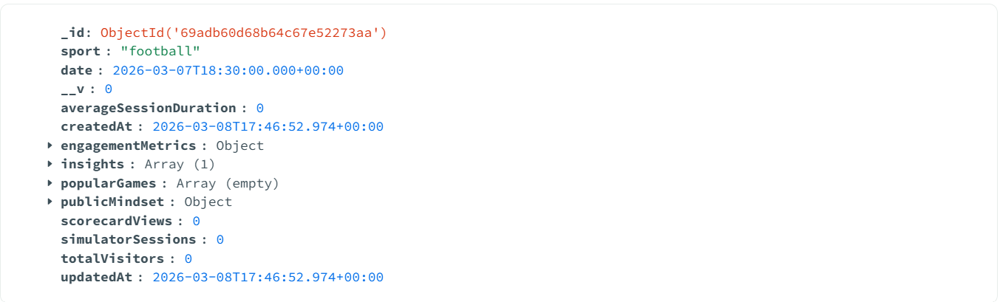 _id: ObjectId('69adb60d68b64c67e52273aa')
sport : "football"
date : 2026-03-07T18:30:00.000+00:00
__v : 0
averageSessionDuration : 0
createdAt : 2026-03-08T17:46:52.974+00:00
engagementMetrics : Object
insights : Array (1)
popularGames : Array (empty)
publicMindset : Object
scorecardViews : 0
simulatorSessions : 0
totalVisitors : 0
updatedAt : 2026-03-08T17:46:52.974+00:00